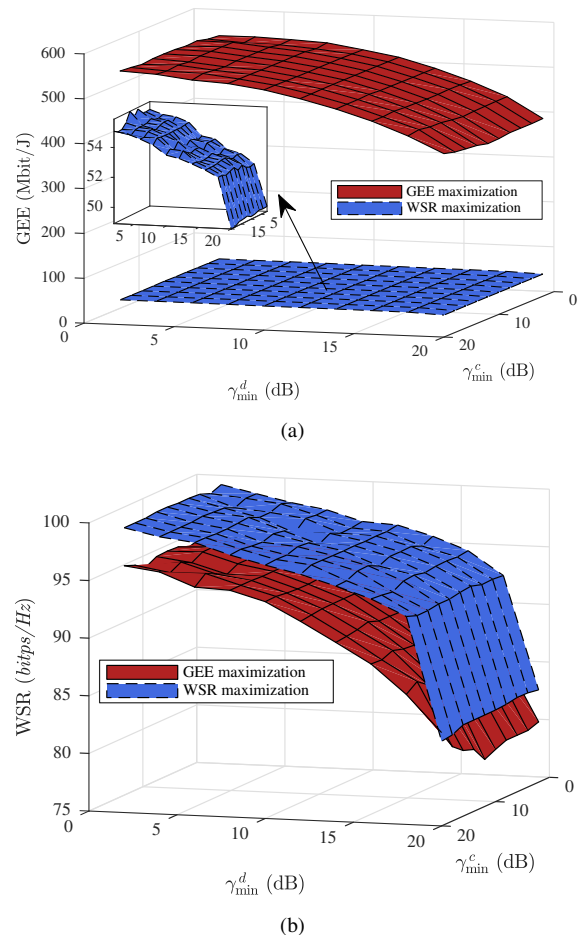 600
500
400
300
200
100
0
GEE (Mbit/J)
54
52
50
5 10 15 20
5
15
GEE maximization
WSR maximization
0
5
10
15
20
0
10
20
γ^d_min (dB)
γ^c_min (dB)
(a)
100
95
90
85
80
75
WSR (bitps/Hz)
GEE maximization
WSR maximization
0
5
10
15
20
0
10
20
γ^d_min (dB)
γ^c_min (dB)
(b)